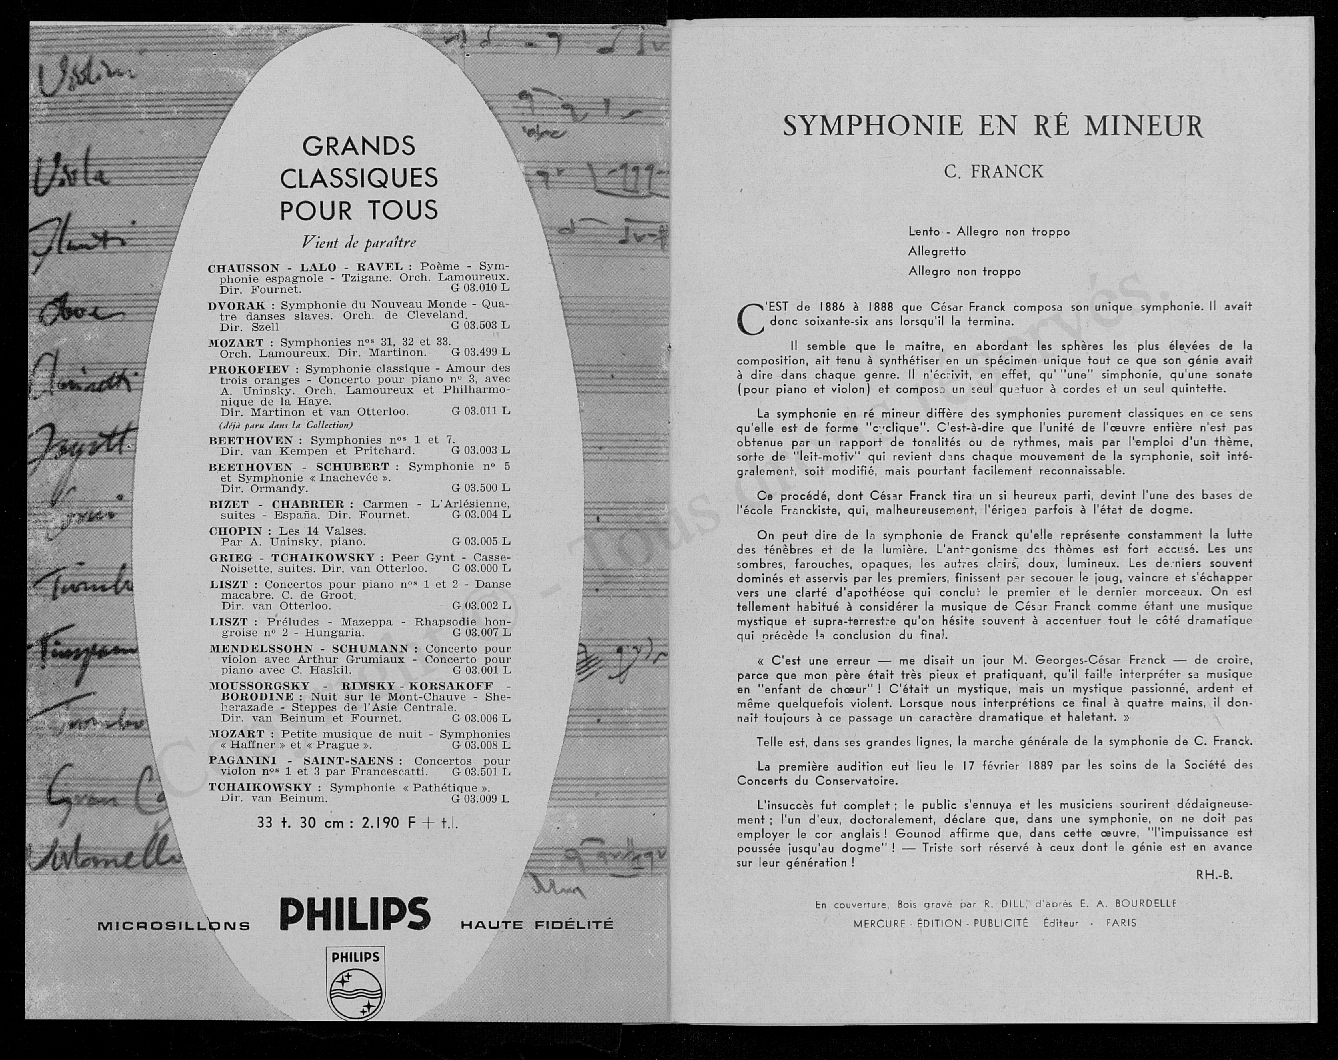 Violini
Viola
Flauti
Oboe
Clarinetti
Fagotti
Corni
Trombe
Timpani
Gran Ca
Violoncelli
GRANDS
CLASSIQUES
POUR TOUS
Vient de paraître
CHAUSSON - LALO - RAVEL : Poème - Sym-
phonie espagnole - Tzigane. Orch. Lamoureux.
Dir. Fournet. G 03.010 L
DVORAK : Symphonie du Nouveau Monde - Qua-
tre danses slaves. Orch. de Cleveland.
Dir. Szell G 03.503 L
MOZART : Symphonies nos 31, 32 et 33.
Orch. Lamoureux. Dir. Martinon. G 03.499 L
PROKOFIEV : Symphonie classique - Amour des
trois oranges - Concerto pour piano no 3, avec
A. Uninsky. Orch. Lamoureux et Philharmo-
nique de la Haye.
Dir. Martinon et van Otterloo. G 03.011 L
(déjà paru dans la Collection)
BEETHOVEN : Symphonies nos 1 et 7.
Dir. van Kempen et Pritchard. G 03.003 L
BEETHOVEN - SCHUBERT : Symphonie no 5
et Symphonie « Inachevée ».
Dir. Ormandy. G 03.500 L
BIZET - CHABRIER : Carmen - L'Arlésienne,
suites - España. Dir. Fournet. G 03.004 L
CHOPIN : Les 14 Valses.
Par A. Uninsky, piano. G 03.005 L
GRIEG - TCHAIKOWSKY : Peer Gynt - Casse-
Noisette, suites. Dir. van Otterloo. G 03.000 L
LISZT : Concertos pour piano nos 1 et 2 - Danse
macabre. C. de Groot.
Dir. van Otterloo. G 03.002 L
LISZT : Préludes - Mazeppa - Rhapsodie hon-
groise no 2 - Hungaria. G 03.007 L
MENDELSSOHN - SCHUMANN : Concerto pour
violon avec Arthur Grumiaux - Concerto pour
piano avec C. Haskil. G 03.001 L
MOUSSORGSKY - RIMSKY - KORSAKOFF -
BORODINE : Nuit sur le Mont-Chauve - She-
herazade - Steppes de l'Asie Centrale.
Dir. van Beinum et Fournet. G 03.006 L
MOZART : Petite musique de nuit - Symphonies
« Haffner » et « Prague ». G 03.008 L
PAGANINI - SAINT-SAENS : Concertos pour
violon nos 1 et 3 par Francescatti. G 03.501 L
TCHAIKOWSKY : Symphonie « Pathétique ».
Dir. van Beinum. G 03.009 L
33 t. 30 cm : 2.190 F + t.l.
MICROSILLONS PHILIPS HAUTE FIDÉLITÉ
PHILIPS
SYMPHONIE EN RÉ MINEUR
C. FRANCK
Lento - Allegro non troppo
Allegretto
Allegro non troppo
C'EST de 1886 à 1888 que César Franck composa son unique symphonie. Il avait
donc soixante-six ans lorsqu'il la termina.
Il semble que le maître, en abordant les sphères les plus élevées de la
composition, ait tenu à synthétiser en un spécimen unique tout ce que son génie avait
à dire dans chaque genre. Il n'écrivit, en effet, qu' "une" simphonie, qu'une sonate
(pour piano et violon) et composa un seul quatuor à cordes et un seul quintette.
La symphonie en ré mineur diffère des symphonies purement classiques en ce sens
qu'elle est de forme "cyclique". C'est-à-dire que l'unité de l'œuvre entière n'est pas
obtenue par un rapport de tonalités ou de rythmes, mais par l'emploi d'un thème,
sorte de "leit-motiv" qui revient dans chaque mouvement de la symphonie, soit inté-
gralement, soit modifié, mais pourtant facilement reconnaissable.
Ce procédé, dont César Franck tira un si heureux parti, devint l'une des bases de
l'école Franckiste, qui, malheureusement, l'érigea parfois à l'état de dogme.
On peut dire de la symphonie de Franck qu'elle représente constamment la lutte
des ténèbres et de la lumière. L'antagonisme des thèmes est fort accusé. Les uns
sombres, farouches, opaques, les autres clairs, doux, lumineux. Les derniers souvent
dominés et asservis par les premiers, finissent par secouer le joug, vaincre et s'échapper
vers une clarté d'apothéose qui conclut le premier et le dernier morceaux. On est
tellement habitué à considérer la musique de César Franck comme étant une musique
mystique et supra-terrestre qu'on hésite souvent à accentuer tout le côté dramatique
qui précède la conclusion du final.
« C'est une erreur — me disait un jour M. Georges-César Franck — de croire,
parce que mon père était très pieux et pratiquant, qu'il faille interpréter sa musique
en "enfant de chœur" ! C'était un mystique, mais un mystique passionné, ardent et
même quelquefois violent. Lorsque nous interprétions ce final à quatre mains, il don-
nait toujours à ce passage un caractère dramatique et haletant. »
Telle est, dans ses grandes lignes, la marche générale de la symphonie de C. Franck.
La première audition eut lieu le 17 février 1889 par les soins de la Société des
Concerts du Conservatoire.
L'insuccès fut complet ; le public s'ennuya et les musiciens sourirent dédaigneuse-
ment ; l'un d'eux, doctoralement, déclare que, dans une symphonie, on ne doit pas
employer le cor anglais ! Gounod affirme que, dans cette œuvre, "l'impuissance est
poussée jusqu'au dogme" ! — Triste sort réservé à ceux dont le génie est en avance
sur leur génération !
RH.-B.
En couverture, Bois gravé par R. DILL, d'après E. A. BOURDELLE
MERCURE - ÉDITION - PUBLICITÉ Éditeur - PARIS